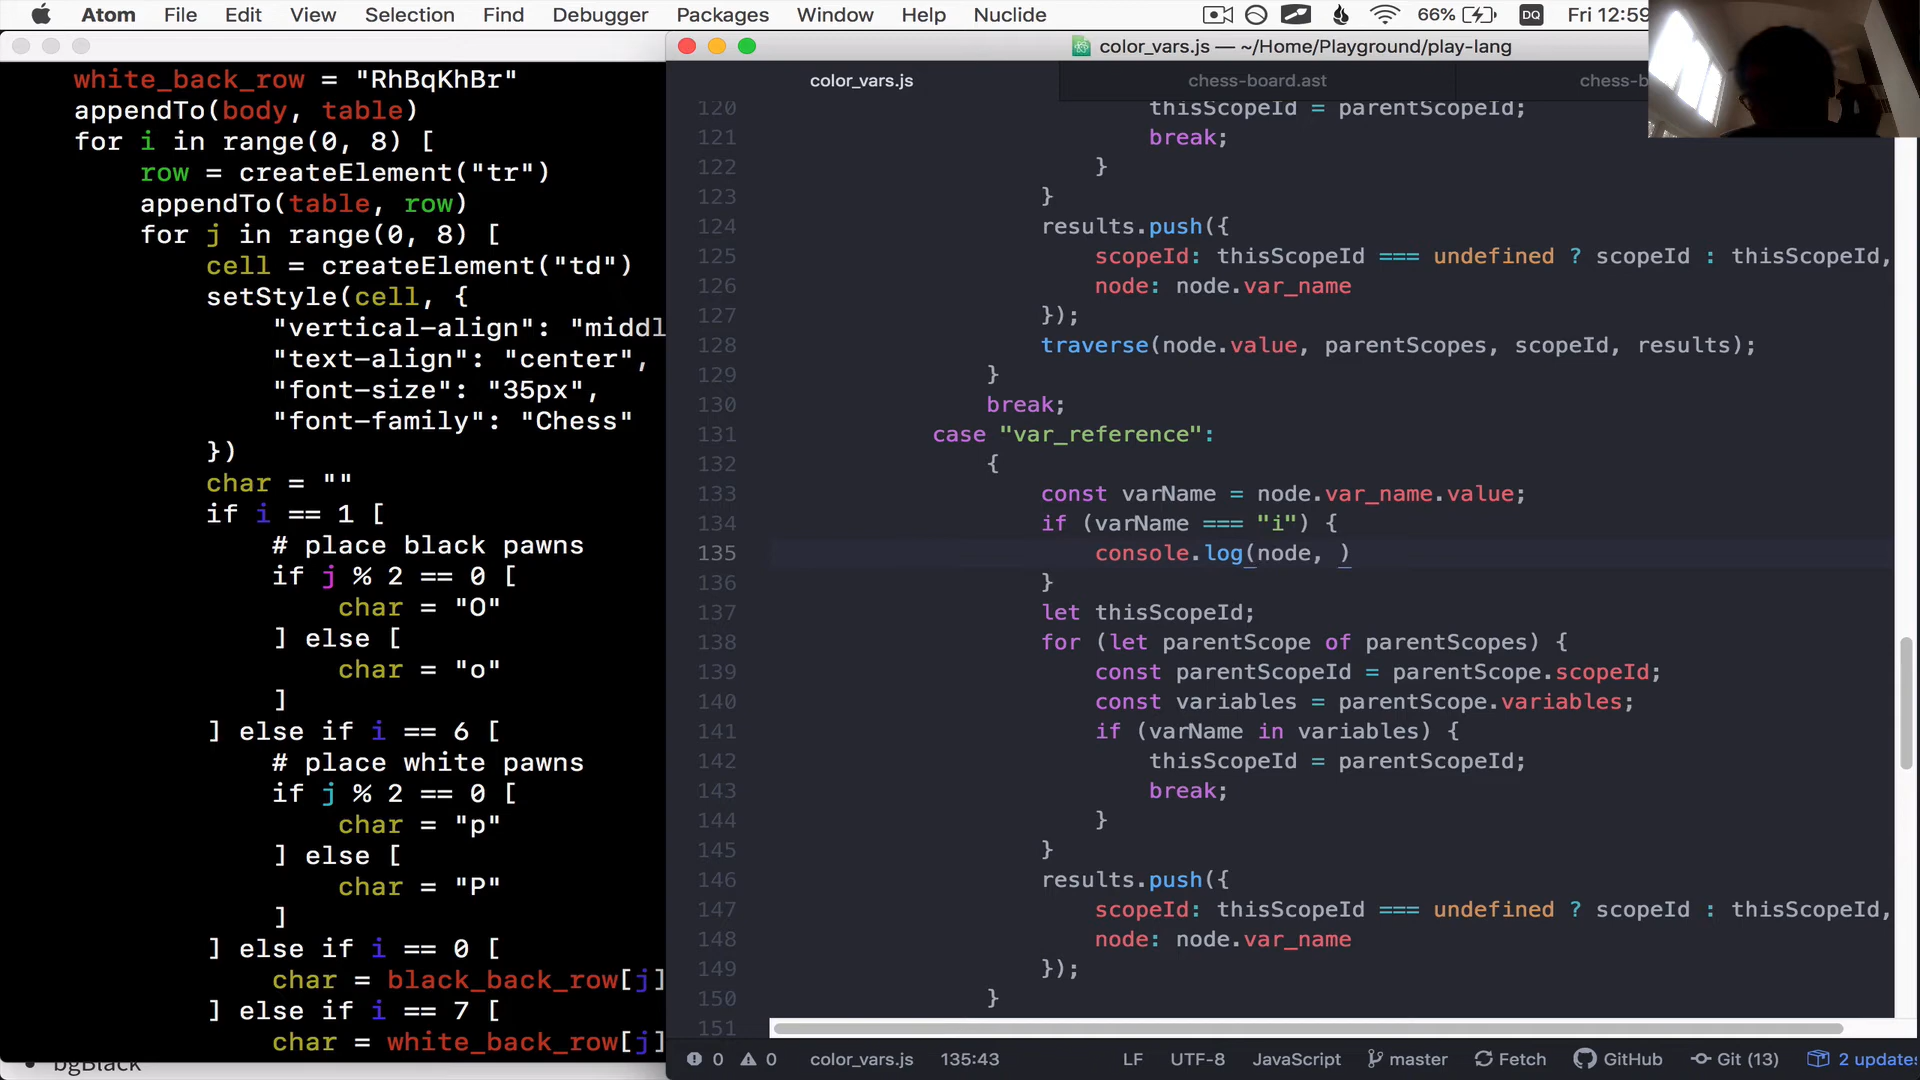 Atom File Edit View Selection Find Debugger Packages Window Help Nuclide 66% DQ Fri 12:59
color_vars.js — ~/Home/Playground/play-lang
white_back_row = "RhBqKhBr"
appendTo(body, table)
for i in range(0, 8) [
row = createElement("tr")
appendTo(table, row)
for j in range(0, 8) [
cell = createElement("td")
setStyle(cell, {
"vertical-align": "middl
"text-align": "center",
"font-size": "35px",
"font-family": "Chess"
})
char = ""
if i == 1 [
# place black pawns
if j % 2 == 0 [
char = "O"
] else [
char = "o"
]
] else if i == 6 [
# place white pawns
if j % 2 == 0 [
char = "p"
] else [
char = "P"
]
] else if i == 0 [
char = black_back_row[j]
] else if i == 7 [
char = white_back_row[j]
bgBlack
color_vars.js chess-board.ast chess-b
120 thisScopeId = parentScopeId;
121 break;
122 }
123 }
124 results.push({
125 scopeId: thisScopeId === undefined ? scopeId : thisScopeId,
126 node: node.var_name
127 });
128 traverse(node.value, parentScopes, scopeId, results);
129 }
130 break;
131 case "var_reference":
132 {
133 const varName = node.var_name.value;
134 if (varName === "i") {
135 console.log(node, )
136 }
137 let thisScopeId;
138 for (let parentScope of parentScopes) {
139 const parentScopeId = parentScope.scopeId;
140 const variables = parentScope.variables;
141 if (varName in variables) {
142 thisScopeId = parentScopeId;
143 break;
144 }
145 }
146 results.push({
147 scopeId: thisScopeId === undefined ? scopeId : thisScopeId,
148 node: node.var_name
149 });
150 }
151
0 0 color_vars.js 135:43 LF UTF-8 JavaScript master Fetch GitHub Git (13) 2 updates